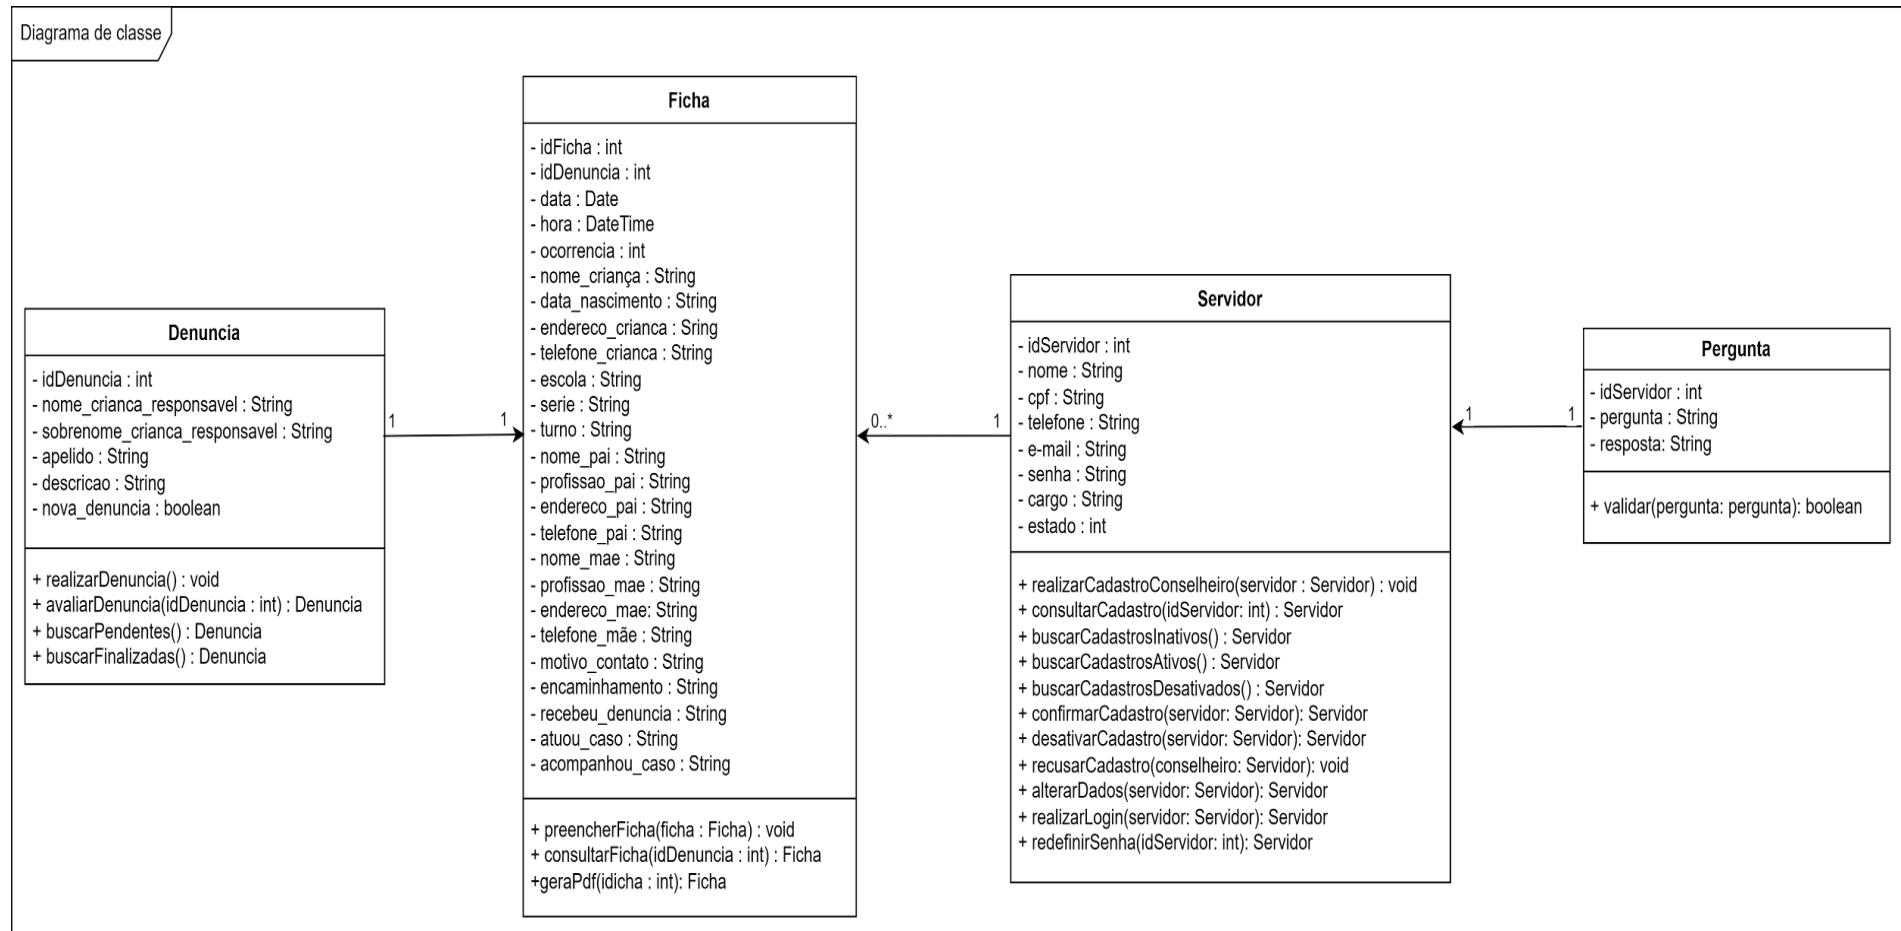 Diagrama de classe
Denuncia
- idDenuncia : int
- nome_crianca_responsavel : String
- sobrenome_crianca_responsavel : String
- apelido : String
- descricao : String
- nova_denuncia : boolean
+ realizarDenuncia() : void
+ avaliarDenuncia(idDenuncia : int) : Denuncia
+ buscarPendentes() : Denuncia
+ buscarFinalizadas() : Denuncia
1
1
Ficha
- idFicha : int
- idDenuncia : int
- data : Date
- hora : DateTime
- ocorrencia : int
- nome_criança : String
- data_nascimento : String
- endereco_crianca : Sring
- telefone_crianca : String
- escola : String
- serie : String
- turno : String
- nome_pai : String
- profissao_pai : String
- endereco_pai : String
- telefone_pai : String
- nome_mae : String
- profissao_mae : String
- endereco_mae: String
- telefone_mãe : String
- motivo_contato : String
- encaminhamento : String
- recebeu_denuncia : String
- atuou_caso : String
- acompanhou_caso : String
+ preencherFicha(ficha : Ficha) : void
+ consultarFicha(idDenuncia : int) : Ficha
+geraPdf(idicha : int): Ficha
0..*
1
Servidor
- idServidor : int
- nome : String
- cpf : String
- telefone : String
- e-mail : String
- senha : String
- cargo : String
- estado : int
+ realizarCadastroConselheiro(servidor : Servidor) : void
+ consultarCadastro(idServidor: int) : Servidor
+ buscarCadastrosInativos() : Servidor
+ buscarCadastrosAtivos() : Servidor
+ buscarCadastrosDesativados() : Servidor
+ confirmarCadastro(servidor: Servidor): Servidor
+ desativarCadastro(servidor: Servidor): Servidor
+ recusarCadastro(conselheiro: Servidor): void
+ alterarDados(servidor: Servidor): Servidor
+ realizarLogin(servidor: Servidor): Servidor
+ redefinirSenha(idServidor: int): Servidor
1
1
Pergunta
- idServidor : int
- pergunta : String
- resposta: String
+ validar(pergunta: pergunta): boolean